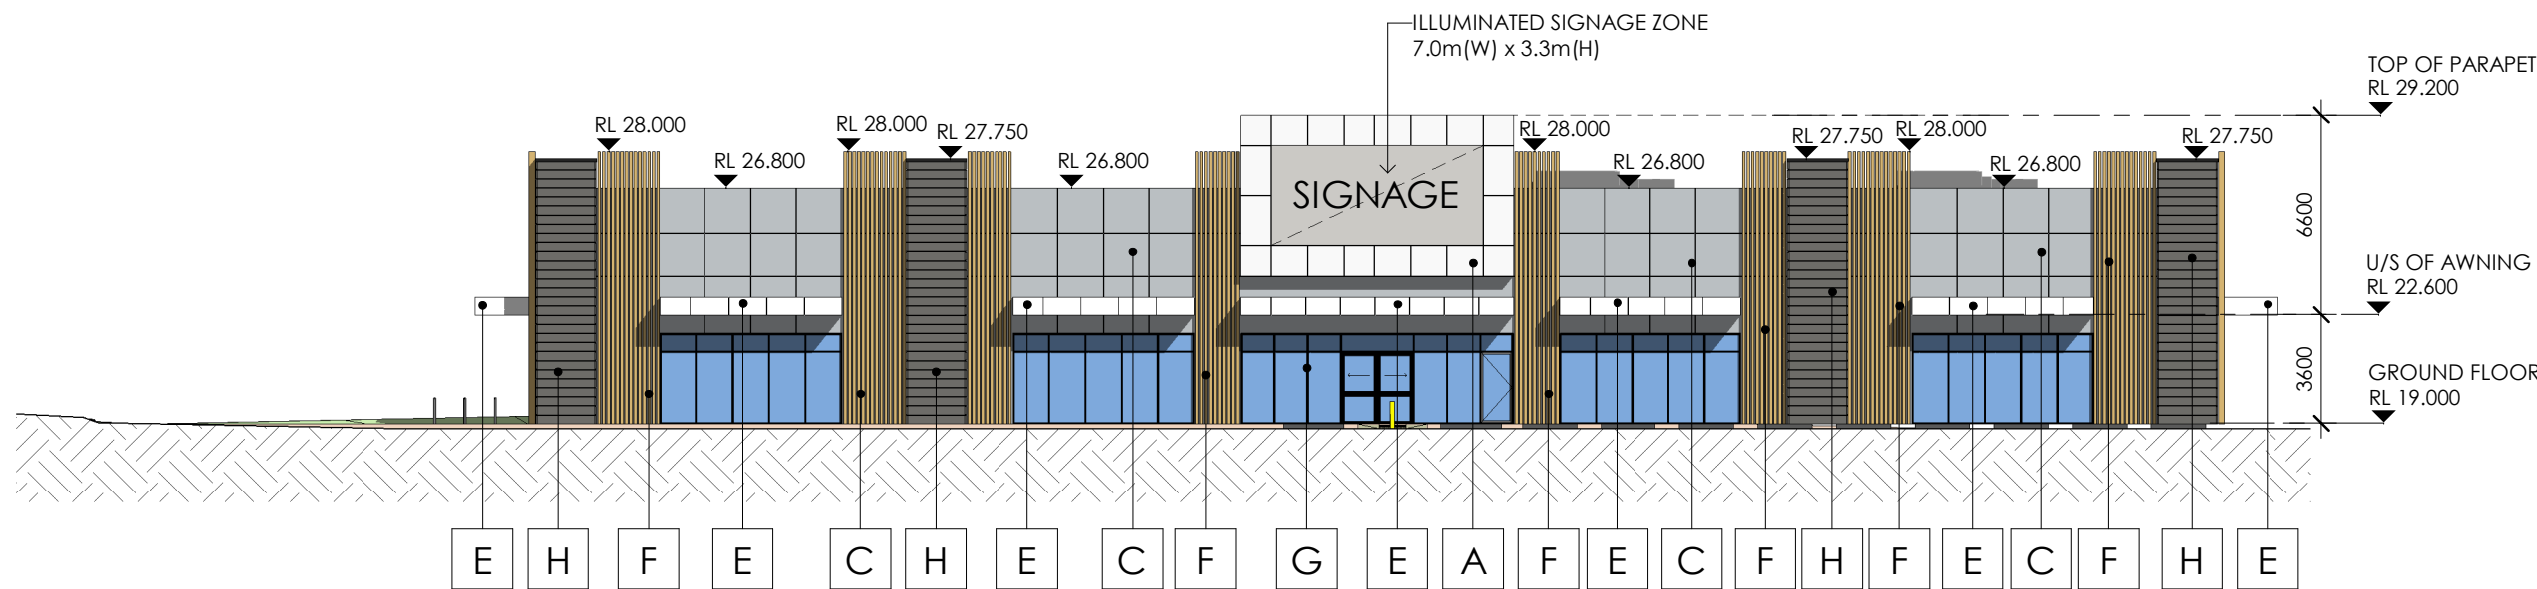 ILLUMINATED SIGNAGE ZONE
7.0m(W) x 3.3m(H)
TOP OF PARAPET
RL 29.200
RL 28.000
RL 28.000
RL 27.750
RL 28.000
RL 27.750
RL 28.000
RL 27.750
RL 26.800
RL 26.800
RL 26.800
RL 26.800
SIGNAGE
6600
U/S OF AWNING
RL 22.600
3600
GROUND FLOOR
RL 19.000
E H F E C H E C F G E A F E C F H F E C F H E